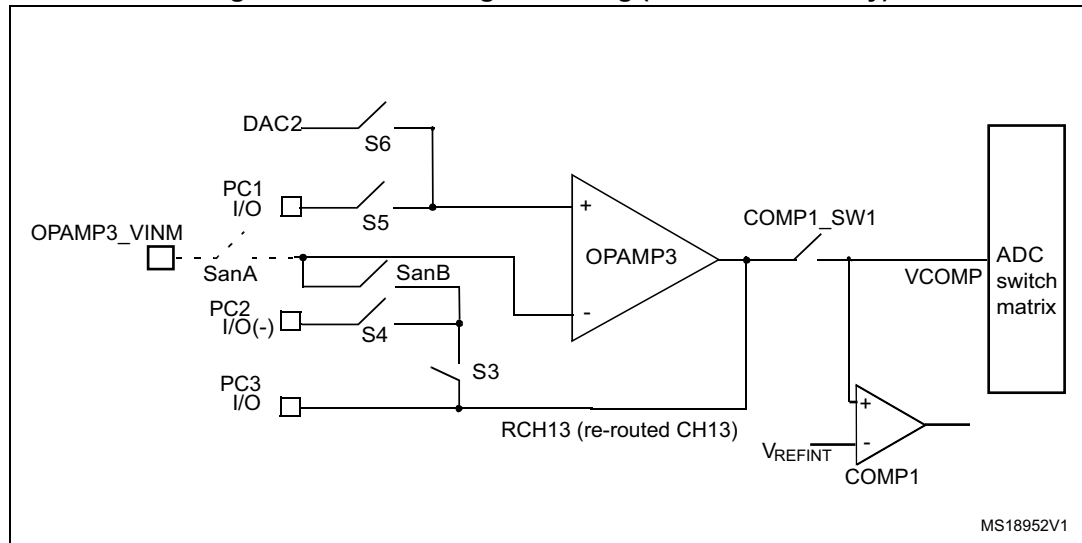 DAC2
S6
PC1
I/O
S5
OPAMP3_VINM
SanA
SanB
PC2
I/O(-)
S4
S3
PC3
I/O
RCH13 (re-routed CH13)
+
OPAMP3
-
COMP1_SW1
VCOMP
ADC
switch
matrix
+
-
VREFINT
COMP1
MS18952V1